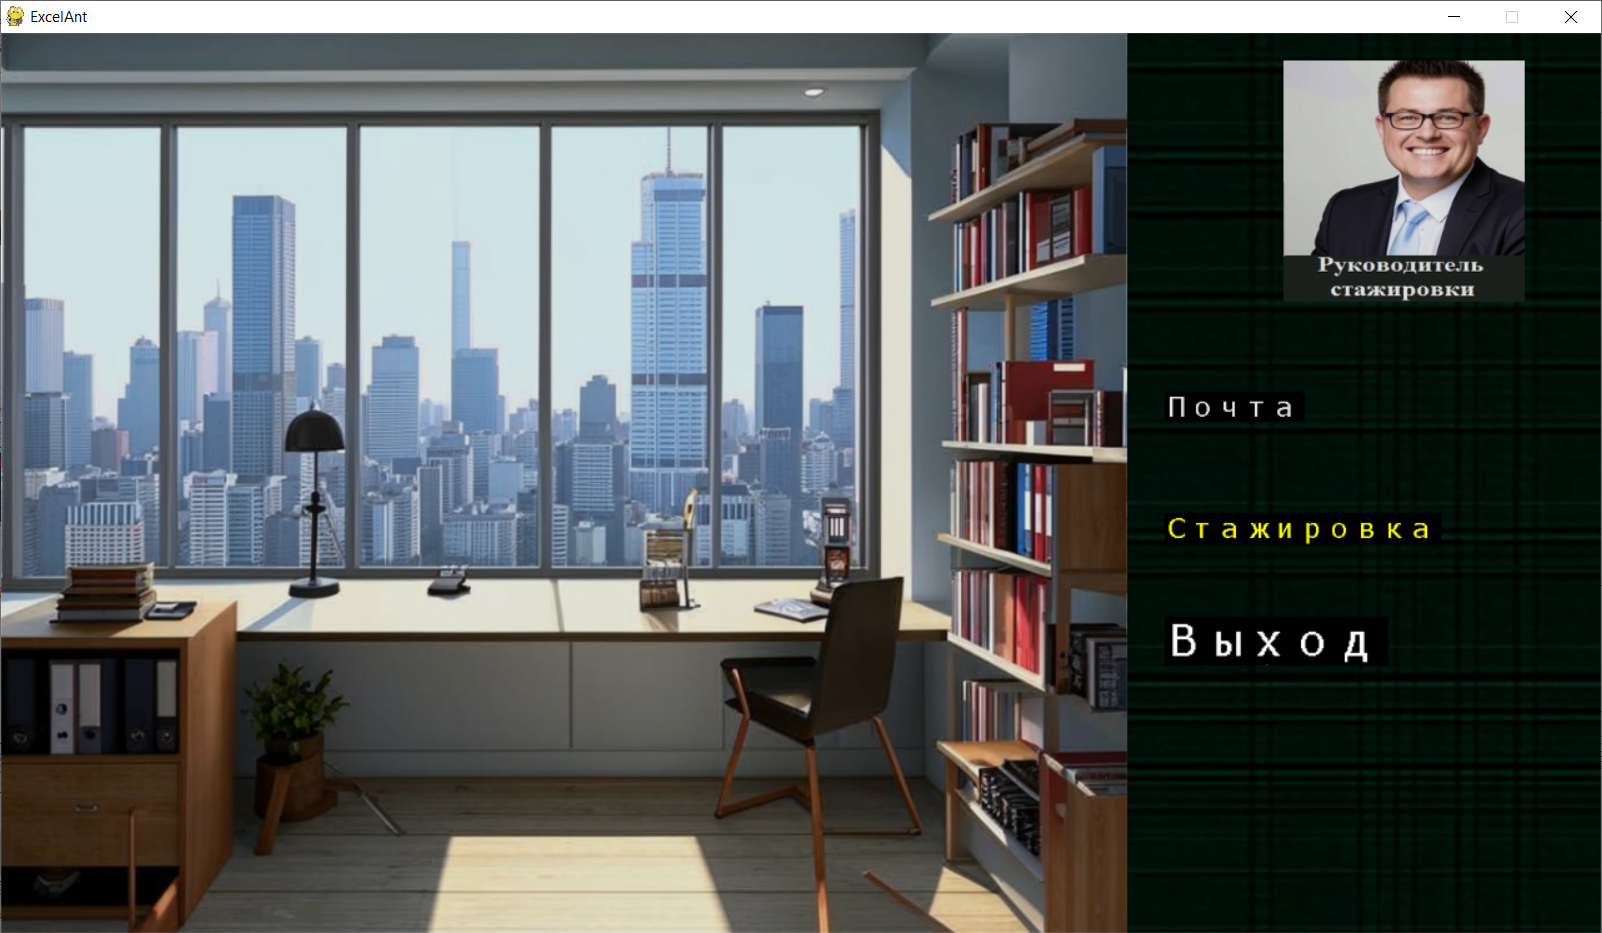 ExcelAnt
Руководитель
стажировки
Почта
Стажировка
Выход